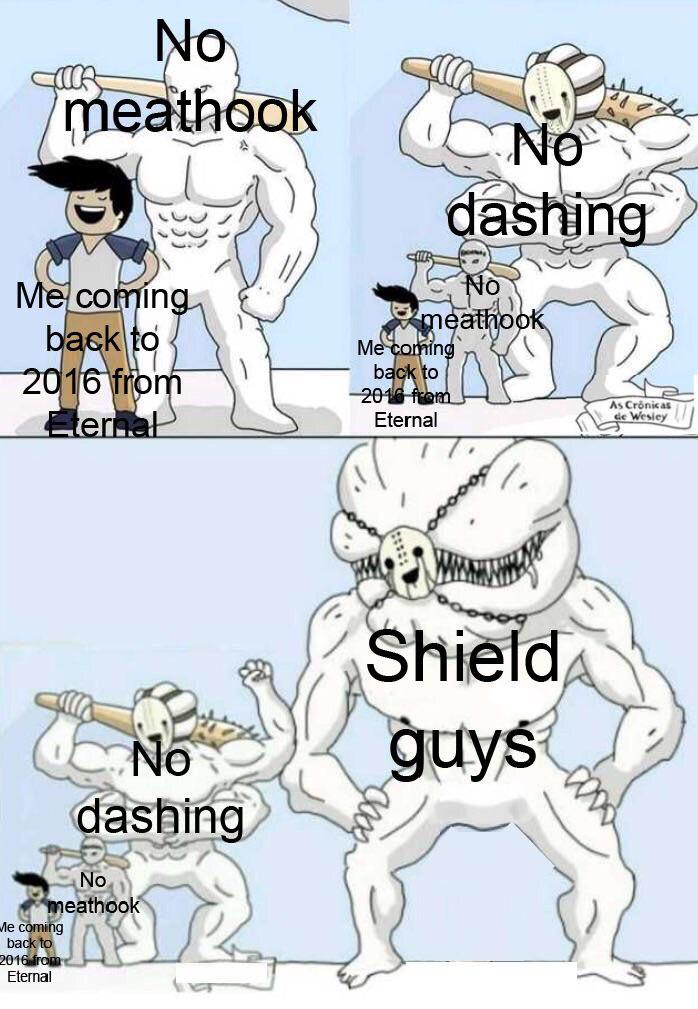 No
meathook
Me coming
back to
2016 from
Eternal
No
dashing
No
meathook
Me coming
back to
2016 from
Eternal
As Crônicas
de Wesley
Shield
guys
No
dashing
No
meathook
Me coming
back to
2016 from
Eternal